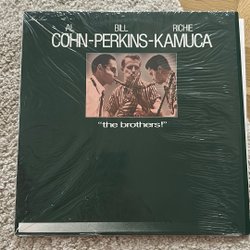 AL BILL RICHIE
COHN-PERKINS-KAMUCA
"the brothers!"